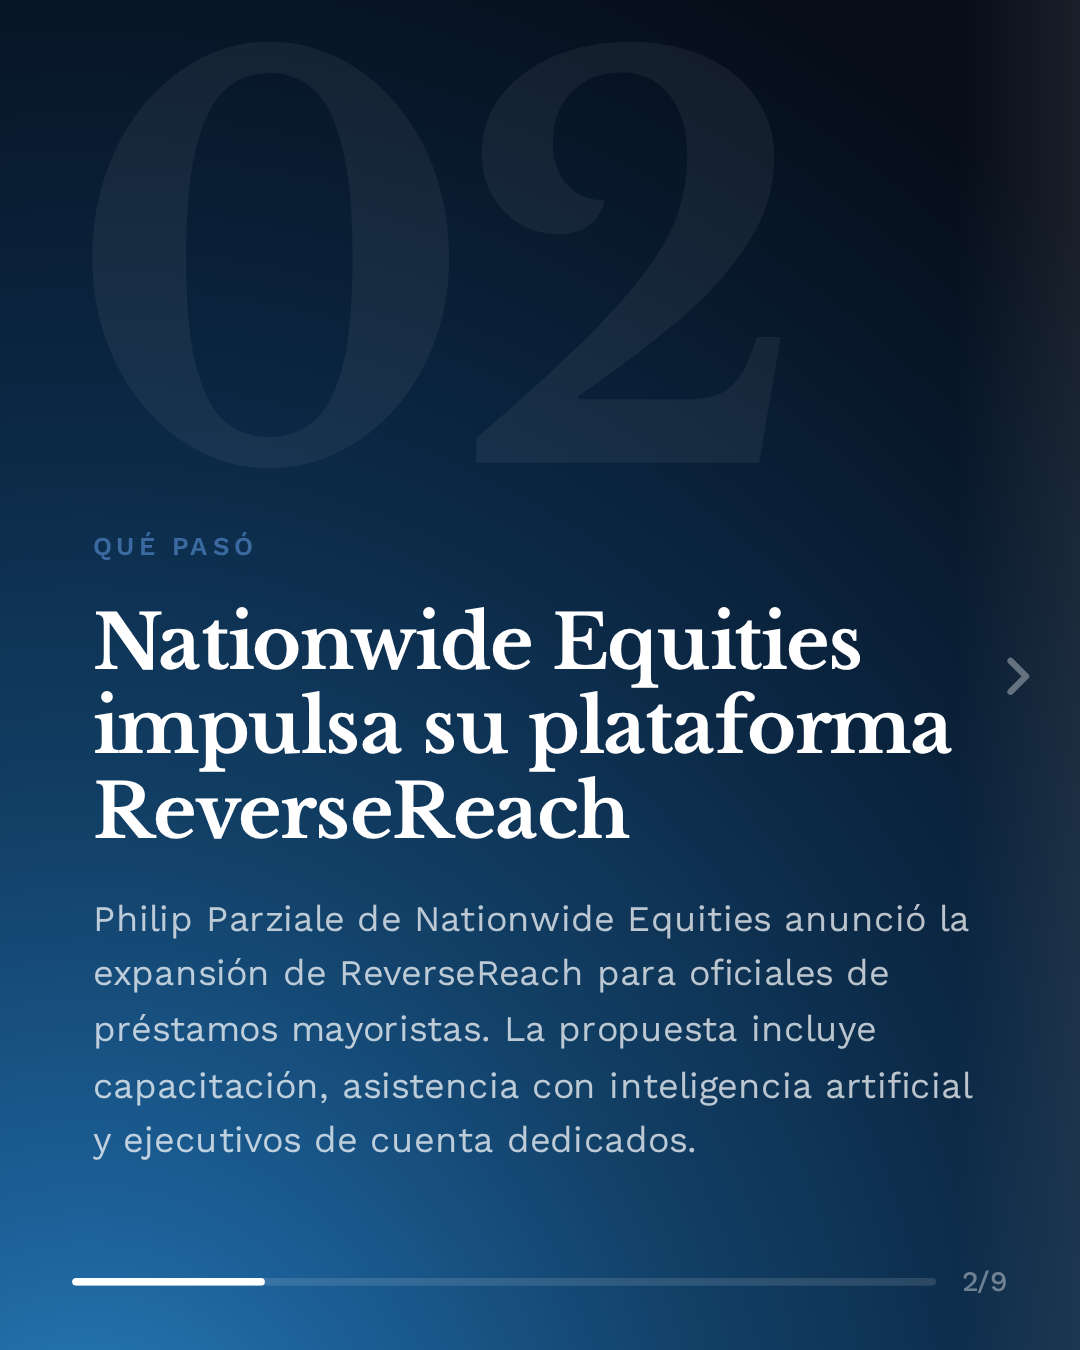 02
QUÉ PASÓ
Nationwide Equities
impulsa su plataforma
ReverseReach
Philip Parziale de Nationwide Equities anunció la
expansión de ReverseReach para oficiales de
préstamos mayoristas. La propuesta incluye
capacitación, asistencia con inteligencia artificial
y ejecutivos de cuenta dedicados.
2/9